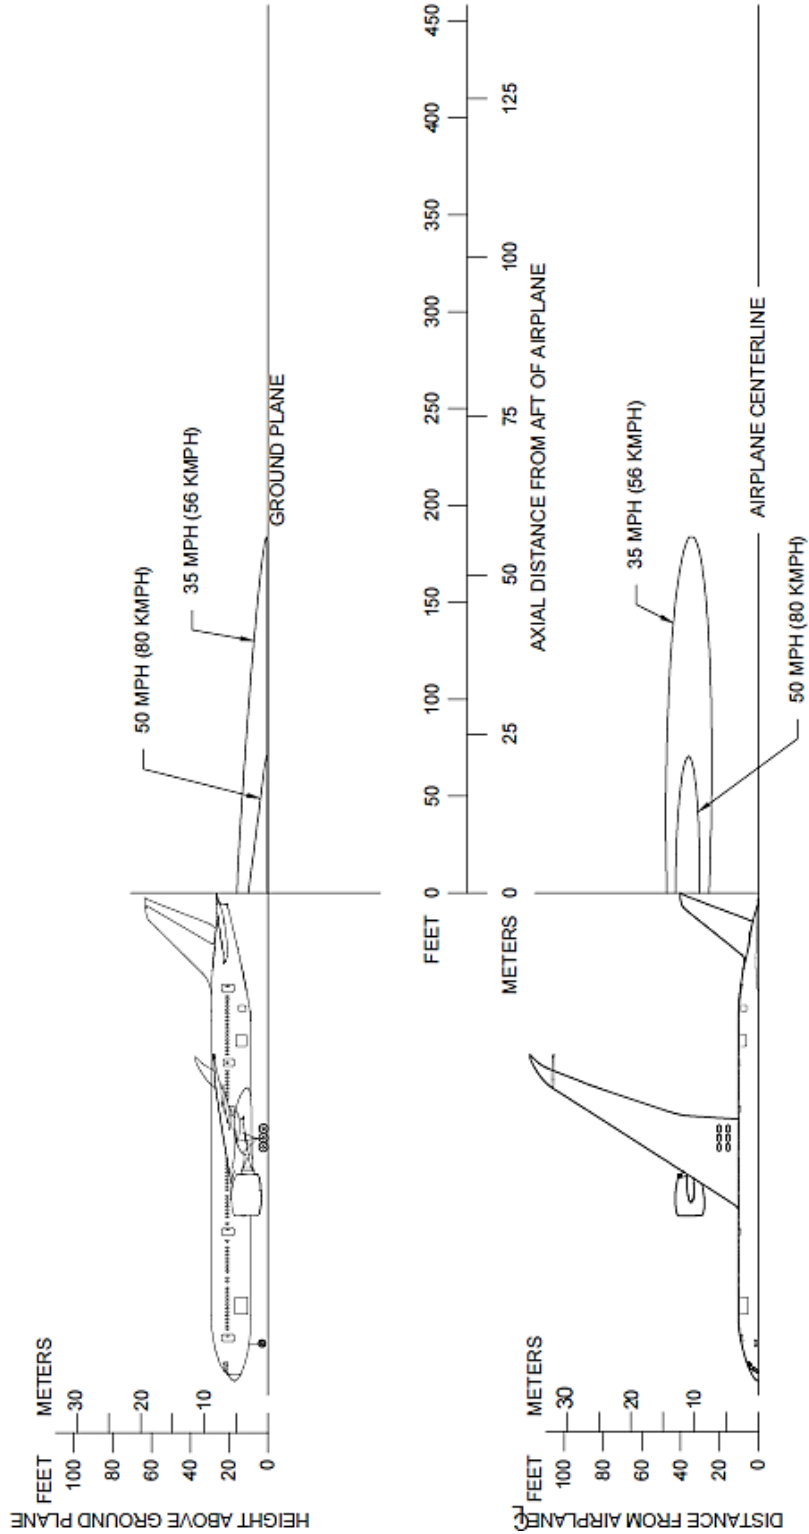 HEIGHT ABOVE GROUND PLANE
FEET
METERS
100
80
60
40
20
0
30
20
10
50 MPH (80 KMPH)
35 MPH (56 KMPH)
GROUND PLANE
FEET
0
50
100
150
200
250
300
350
400
450
METERS
0
25
50
75
100
125
AXIAL DISTANCE FROM AFT OF AIRPLANE
DISTANCE FROM AIRPLANE
FEET
METERS
100
80
60
40
20
0
30
20
10
35 MPH (56 KMPH)
AIRPLANE CENTERLINE
50 MPH (80 KMPH)